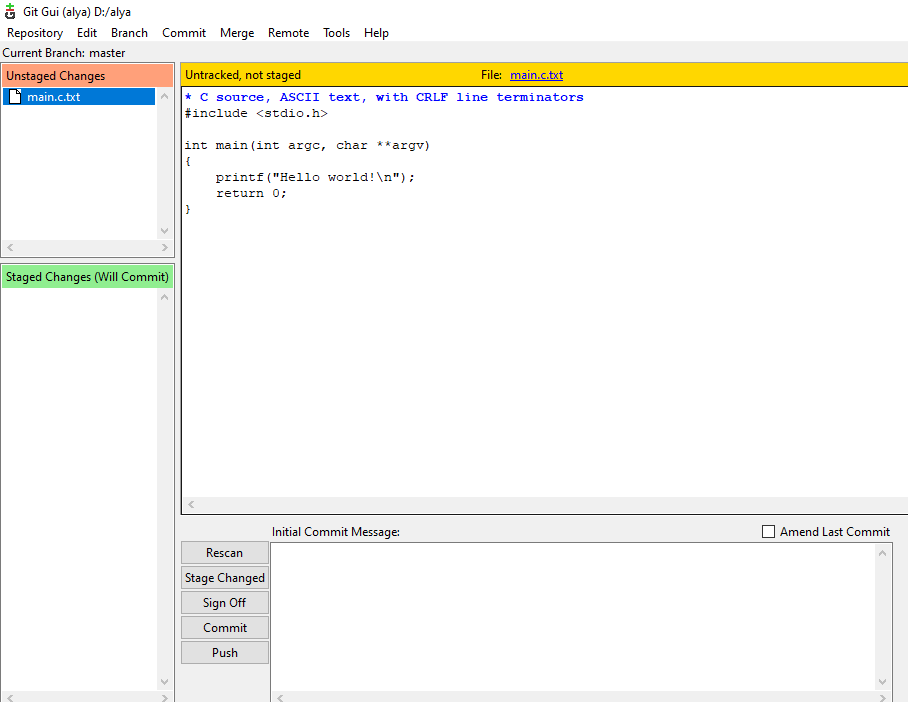 Git Gui (alya) D:/alya
Repository Edit Branch Commit Merge Remote Tools Help
Current Branch: master
Unstaged Changes
main.c.txt
Staged Changes (Will Commit)
Untracked, not staged File: main.c.txt
* C source, ASCII text, with CRLF line terminators
#include <stdio.h>
int main(int argc, char **argv)
{
    printf("Hello world!\n");
    return 0;
}
Initial Commit Message: Amend Last Commit
Rescan
Stage Changed
Sign Off
Commit
Push